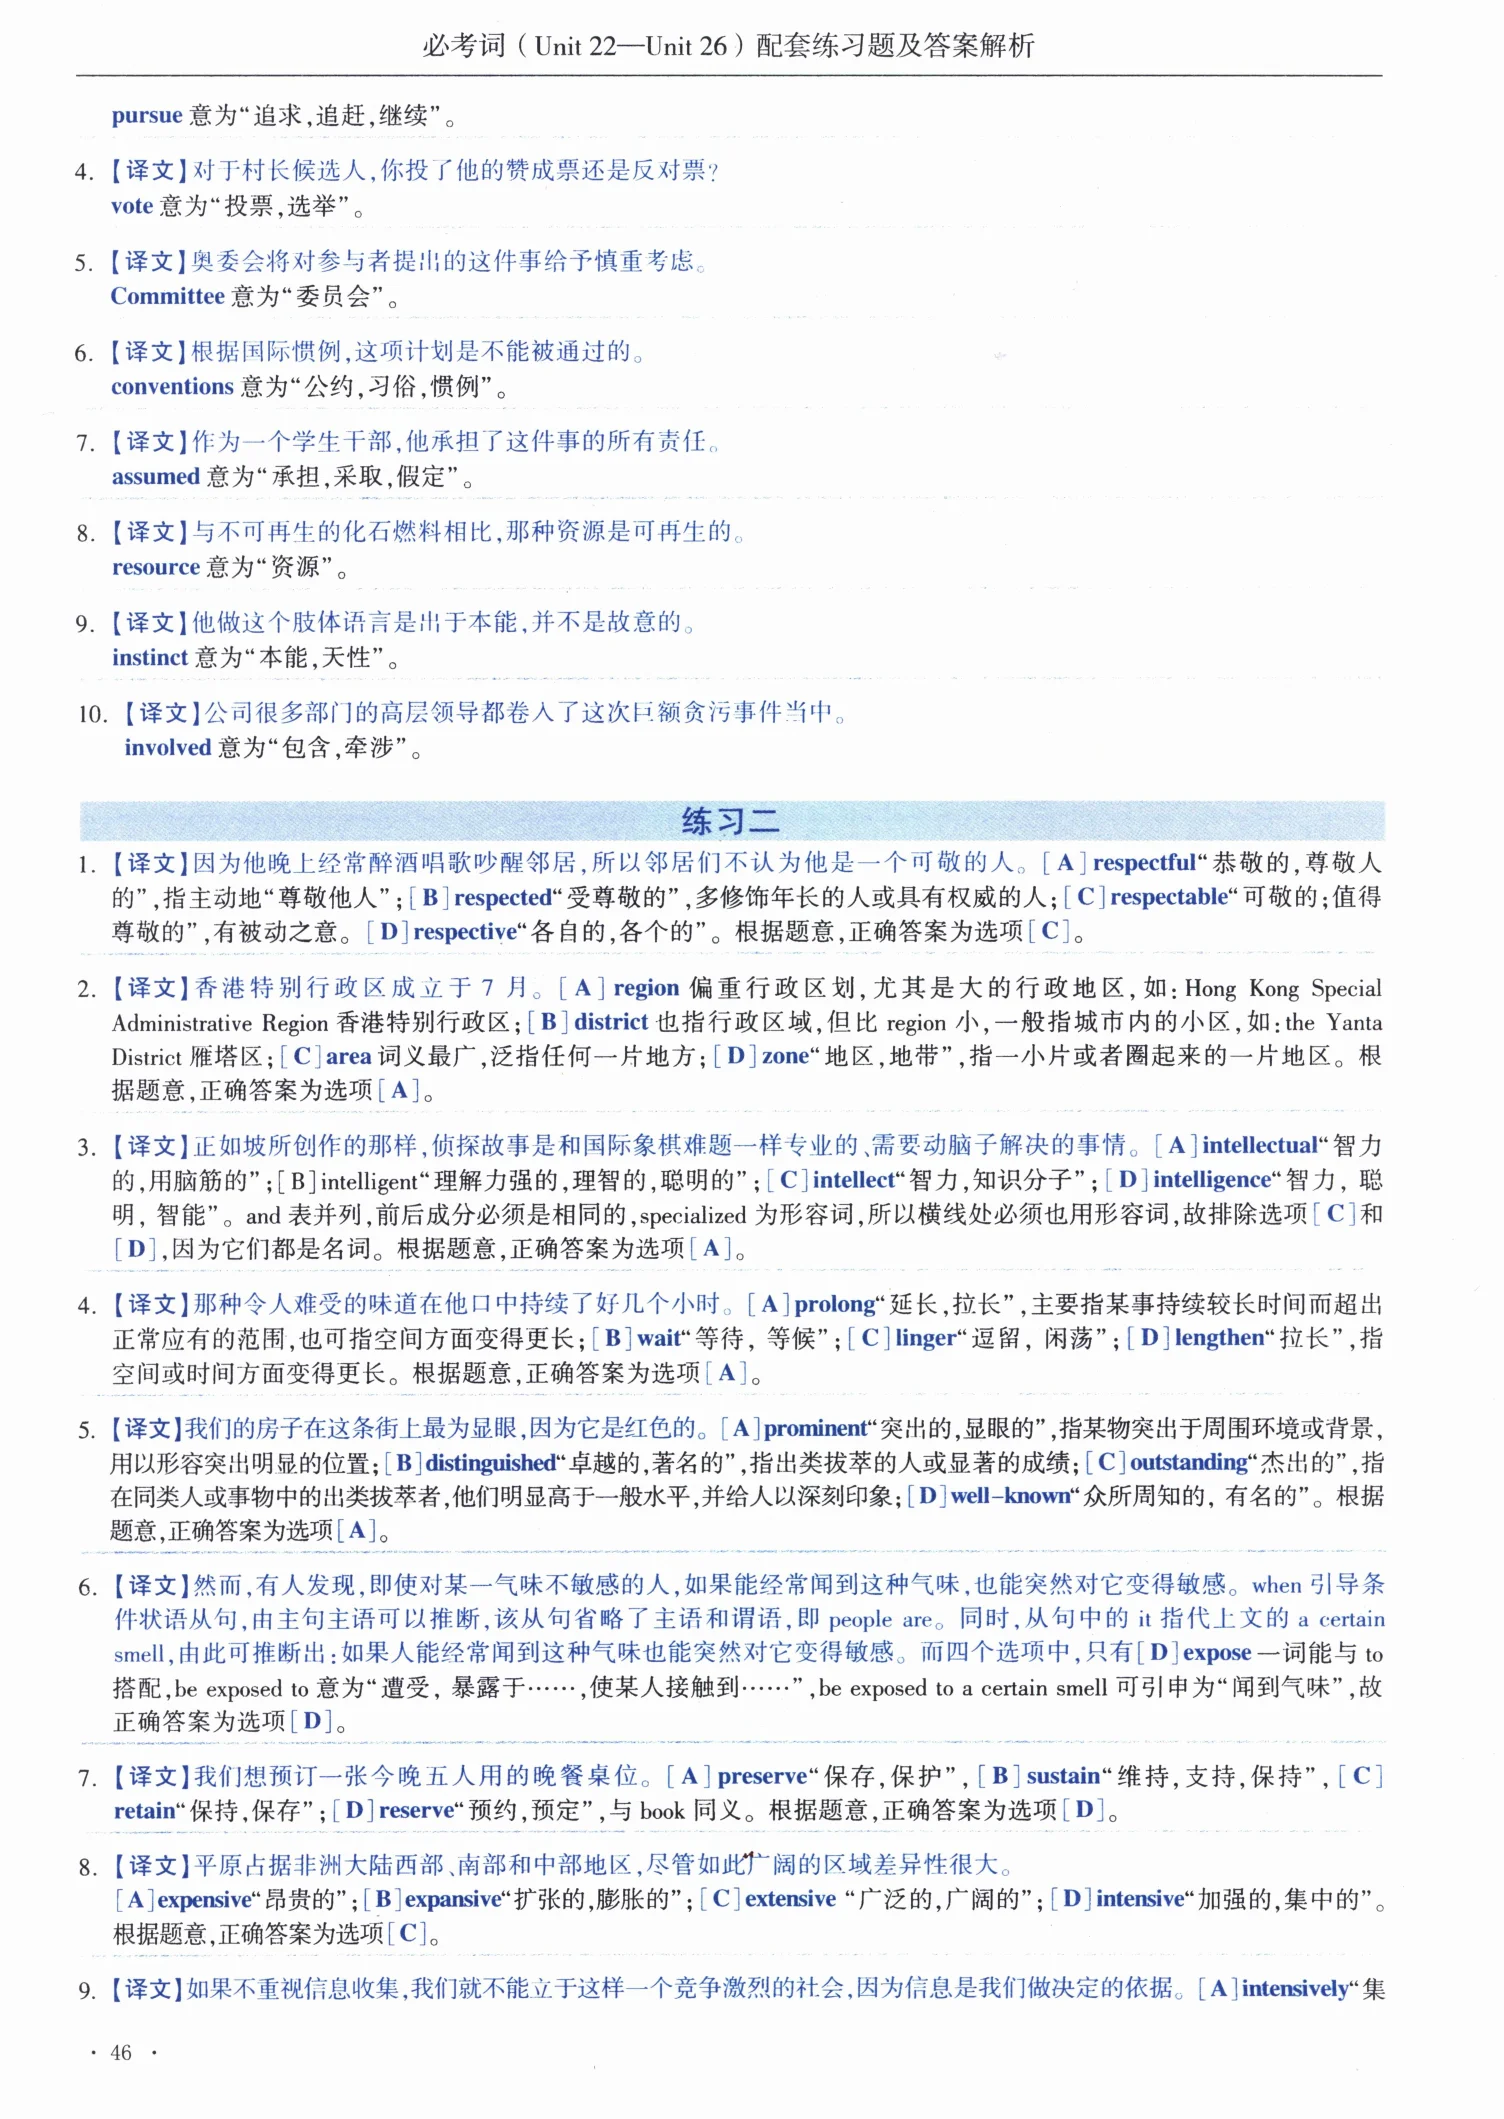 必考词（Unit 22—Unit 26）配套练习题及答案解析
pursue 意为“追求,追赶,继续”。
4. 【译文】对于村长候选人,你投了他的赞成票还是反对票?
vote 意为“投票,选举”。
5. 【译文】奥委会将对参与者提出的这件事给予慎重考虑。
Committee 意为“委员会”。
6. 【译文】根据国际惯例,这项计划是不能被通过的。
conventions 意为“公约,习俗,惯例”。
7. 【译文】作为一个学生干部,他承担了这件事的所有责任。
assumed 意为“承担,采取,假定”。
8. 【译文】与不可再生的化石燃料相比,那种资源是可再生的。
resource 意为“资源”。
9. 【译文】他做这个肢体语言是出于本能,并不是故意的。
instinct 意为“本能,天性”。
10. 【译文】公司很多部门的高层领导都卷入了这次巨额贪污事件当中。
involved 意为“包含,牵涉”。
练习二
1. 【译文】因为他晚上经常醉酒唱歌吵醒邻居,所以邻居们不认为他是一个可敬的人。[A]respectful“恭敬的,尊敬人
的”,指主动地“尊敬他人”;[B]respected“受尊敬的”,多修饰年长的人或具有权威的人;[C]respectable“可敬的;值得
尊敬的”,有被动之意。[D]respective“各自的,各个的”。根据题意,正确答案为选项[C]。
2. 【译文】香港特别行政区成立于 7 月。[A]region 偏重行政区划,尤其是大的行政地区,如:Hong Kong Special
Administrative Region 香港特别行政区;[B]district 也指行政区域,但比 region 小,一般指城市内的小区,如:the Yanta
District 雁塔区;[C]area 词义最广,泛指任何一片地方;[D]zone“地区,地带”,指一小片或者圈起来的一片地区。根
据题意,正确答案为选项[A]。
3. 【译文】正如坡所创作的那样,侦探故事是和国际象棋难题一样专业的、需要动脑子解决的事情。[A]intellectual“智力
的,用脑筋的”;[B]intelligent“理解力强的,理智的,聪明的”;[C]intellect“智力,知识分子”;[D]intelligence“智力, 聪
明, 智能”。and 表并列,前后成分必须是相同的,specialized 为形容词,所以横线处必须也用形容词,故排除选项[C]和
[D],因为它们都是名词。根据题意,正确答案为选项[A]。
4. 【译文】那种令人难受的味道在他口中持续了好几个小时。[A]prolong“延长,拉长”,主要指某事持续较长时间而超出
正常应有的范围,也可指空间方面变得更长;[B]wait“等待, 等候”;[C]linger“逗留, 闲荡”;[D]lengthen“拉长”,指
空间或时间方面变得更长。根据题意,正确答案为选项[A]。
5. 【译文】我们的房子在这条街上最为显眼,因为它是红色的。[A]prominent“突出的,显眼的”,指某物突出于周围环境或背景,
用以形容突出明显的位置;[B]distinguished“卓越的,著名的”,指出类拔萃的人或显著的成绩;[C]outstanding“杰出的”,指
在同类人或事物中的出类拔萃者,他们明显高于一般水平,并给人以深刻印象;[D]well-known“众所周知的, 有名的”。根据
题意,正确答案为选项[A]。
6. 【译文】然而,有人发现,即使对某一气味不敏感的人,如果能经常闻到这种气味,也能突然对它变得敏感。when 引导条
件状语从句,由主句主语可以推断,该从句省略了主语和谓语,即 people are。同时,从句中的 it 指代上文的 a certain
smell,由此可推断出:如果人能经常闻到这种气味也能突然对它变得敏感。而四个选项中,只有[D]expose 一词能与 to
搭配,be exposed to 意为“遭受, 暴露于……,使某人接触到……”,be exposed to a certain smell 可引申为“闻到气味”,故
正确答案为选项[D]。
7. 【译文】我们想预订一张今晚五人用的晚餐桌位。[A]preserve“保存,保护”,[B]sustain“维持,支持,保持”,[C]
retain“保持,保存”;[D]reserve“预约,预定”,与 book 同义。根据题意,正确答案为选项[D]。
8. 【译文】平原占据非洲大陆西部、南部和中部地区,尽管如此广阔的区域差异性很大。
[A]expensive“昂贵的”;[B]expansive“扩张的,膨胀的”;[C]extensive “广泛的,广阔的”;[D]intensive“加强的,集中的”。
根据题意,正确答案为选项[C]。
9. 【译文】如果不重视信息收集,我们就不能立于这样一个竞争激烈的社会,因为信息是我们做决定的依据。[A]intensively“集
· 46 ·